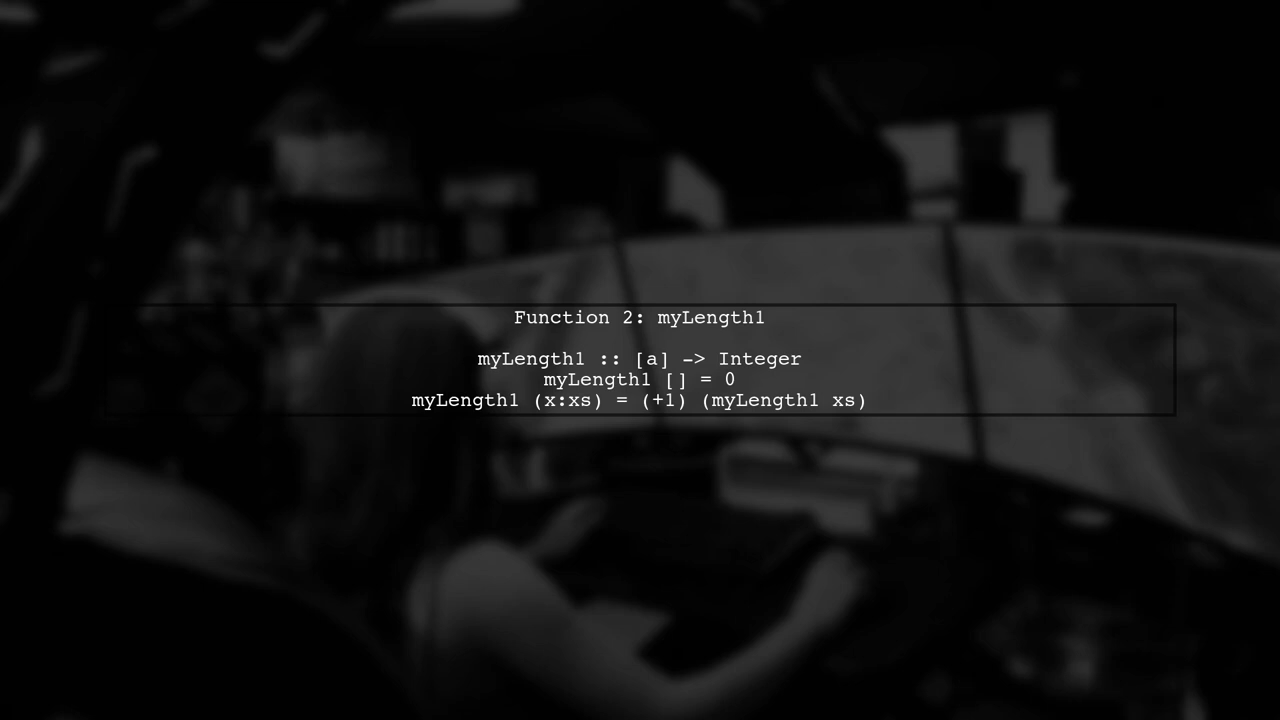 Function 2: myLength1
myLength1 :: [a] -> Integer
myLength1 [] = 0
myLength1 (x:xs) = (+1) (myLength1 xs)